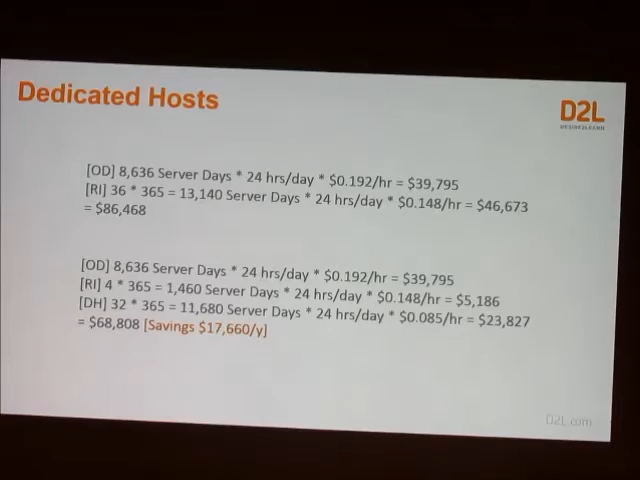 Dedicated Hosts
D2L
DESIRE2LEARN
[OD] 8,636 Server Days * 24 hrs/day * $0.192/hr = $39,795
[RI] 36 * 365 = 13,140 Server Days * 24 hrs/day * $0.148/hr = $46,673
= $86,468
[OD] 8,636 Server Days * 24 hrs/day * $0.192/hr = $39,795
[RI] 4 * 365 = 1,460 Server Days * 24 hrs/day * $0.148/hr = $5,186
[DH] 32 * 365 = 11,680 Server Days * 24 hrs/day * $0.085/hr = $23,827
= $68,808 [Savings $17,660/y]
D2L.com